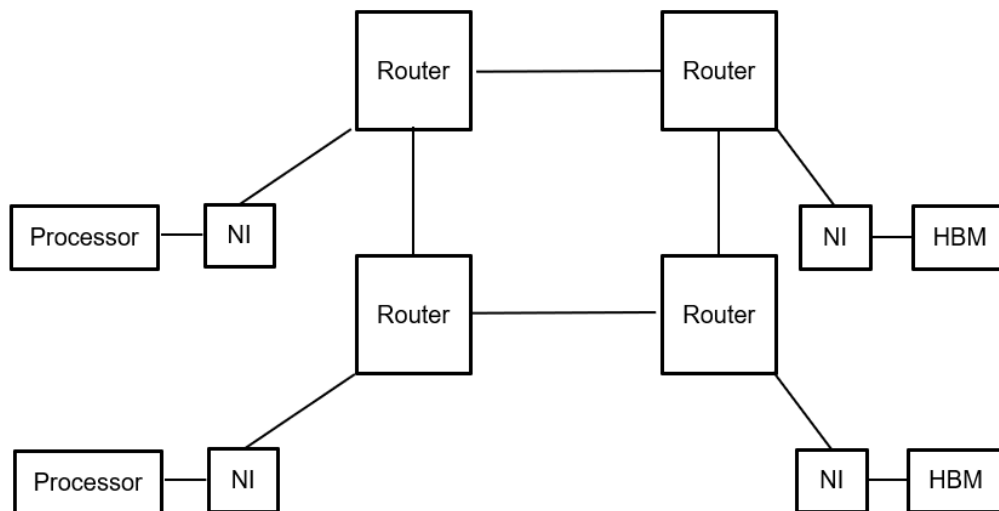 Router
Router
Processor
NI
NI
HBM
Router
Router
Processor
NI
NI
HBM